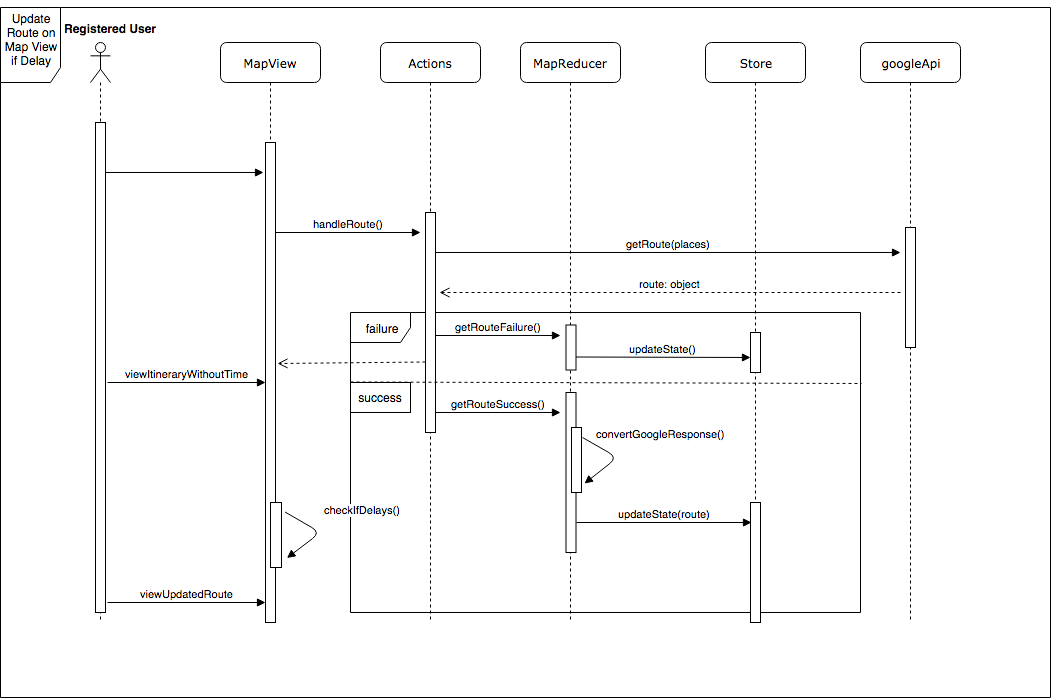 Update
Route on
Map View
if Delay
Registered User
MapView
Actions
MapReducer
Store
googleApi
handleRoute()
getRoute(places)
route: object
failure
getRouteFailure()
updateState()
viewItineraryWithoutTime
success
getRouteSuccess()
convertGoogleResponse()
checkIfDelays()
updateState(route)
viewUpdatedRoute